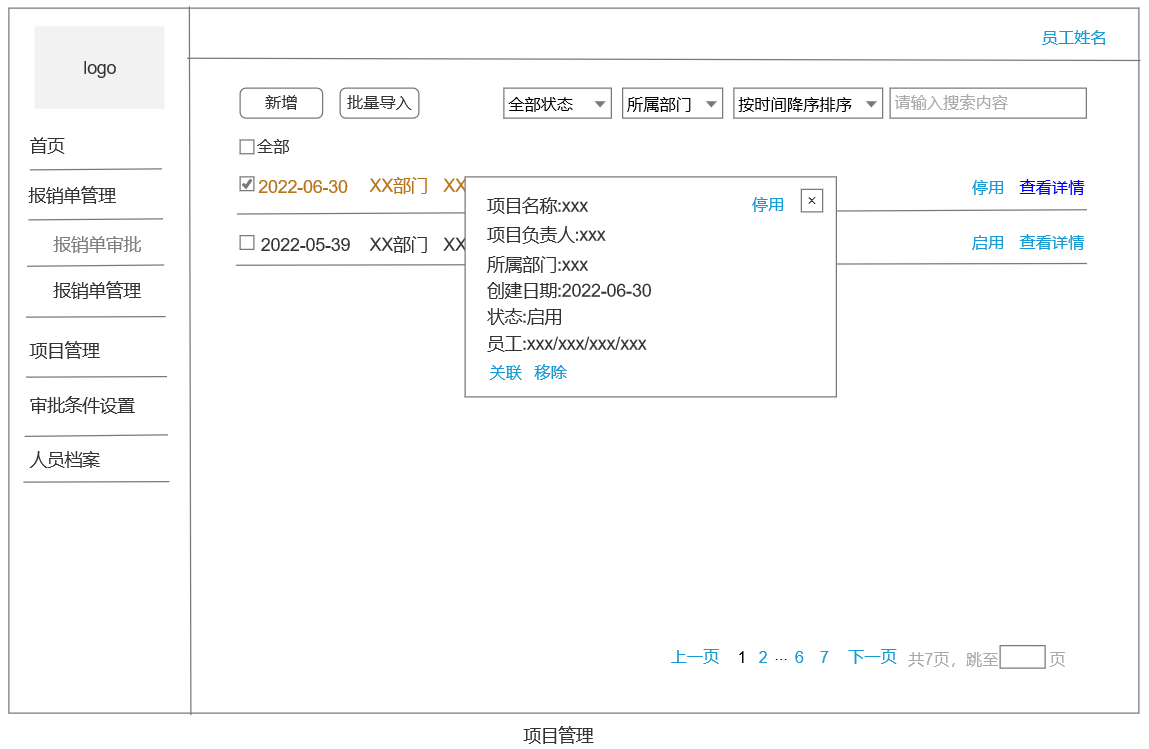 logo
员工姓名
首页
报销单管理
报销单审批
报销单管理
项目管理
审批条件设置
人员档案
新增 批量导入 全部状态 所属部门 按时间降序排序 请输入搜索内容
全部
2022-06-30 XX部门 XX 停用 查看详情
2022-05-39 XX部门 XX 启用 查看详情
项目名称:xxx 停用 ×
项目负责人:xxx
所属部门:xxx
创建日期:2022-06-30
状态:启用
员工:xxx/xxx/xxx/xxx
关联 移除
上一页 1 2 ... 6 7 下一页 共7页，跳至 页
项目管理